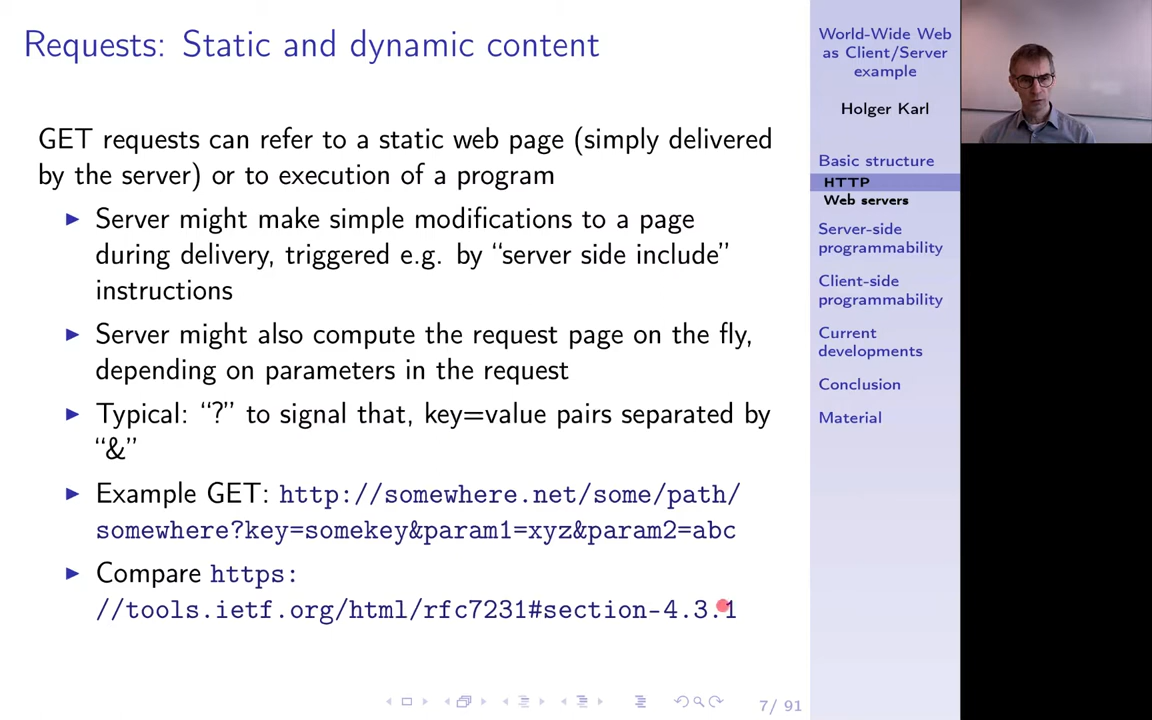 Requests: Static and dynamic content
GET requests can refer to a static web page (simply delivered
by the server) or to execution of a program
Server might make simple modifications to a page
during delivery, triggered e.g. by “server side include”
instructions
Server might also compute the request page on the fly,
depending on parameters in the request
Typical: “?” to signal that, key=value pairs separated by
“&”
Example GET: http://somewhere.net/some/path/
somewhere?key=somekey&param1=xyz&param2=abc
Compare https:
//tools.ietf.org/html/rfc7231#section-4.3.1
7/ 91
World-Wide Web
as Client/Server
example
Holger Karl
Basic structure
HTTP
Web servers
Server-side
programmability
Client-side
programmability
Current
developments
Conclusion
Material